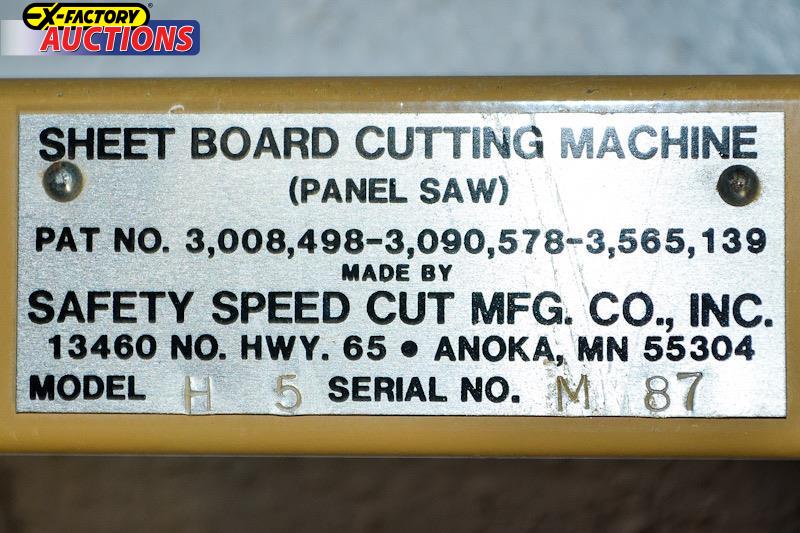 X-FACTORY
AUCTIONS
SHEET BOARD CUTTING MACHINE
(PANEL SAW)
PAT NO. 3,008,498-3,090,578-3,565,139
MADE BY
SAFETY SPEED CUT MFG. CO., INC.
13460 NO. HWY. 65 • ANOKA, MN 55304
MODEL H 5 SERIAL NO. M 87